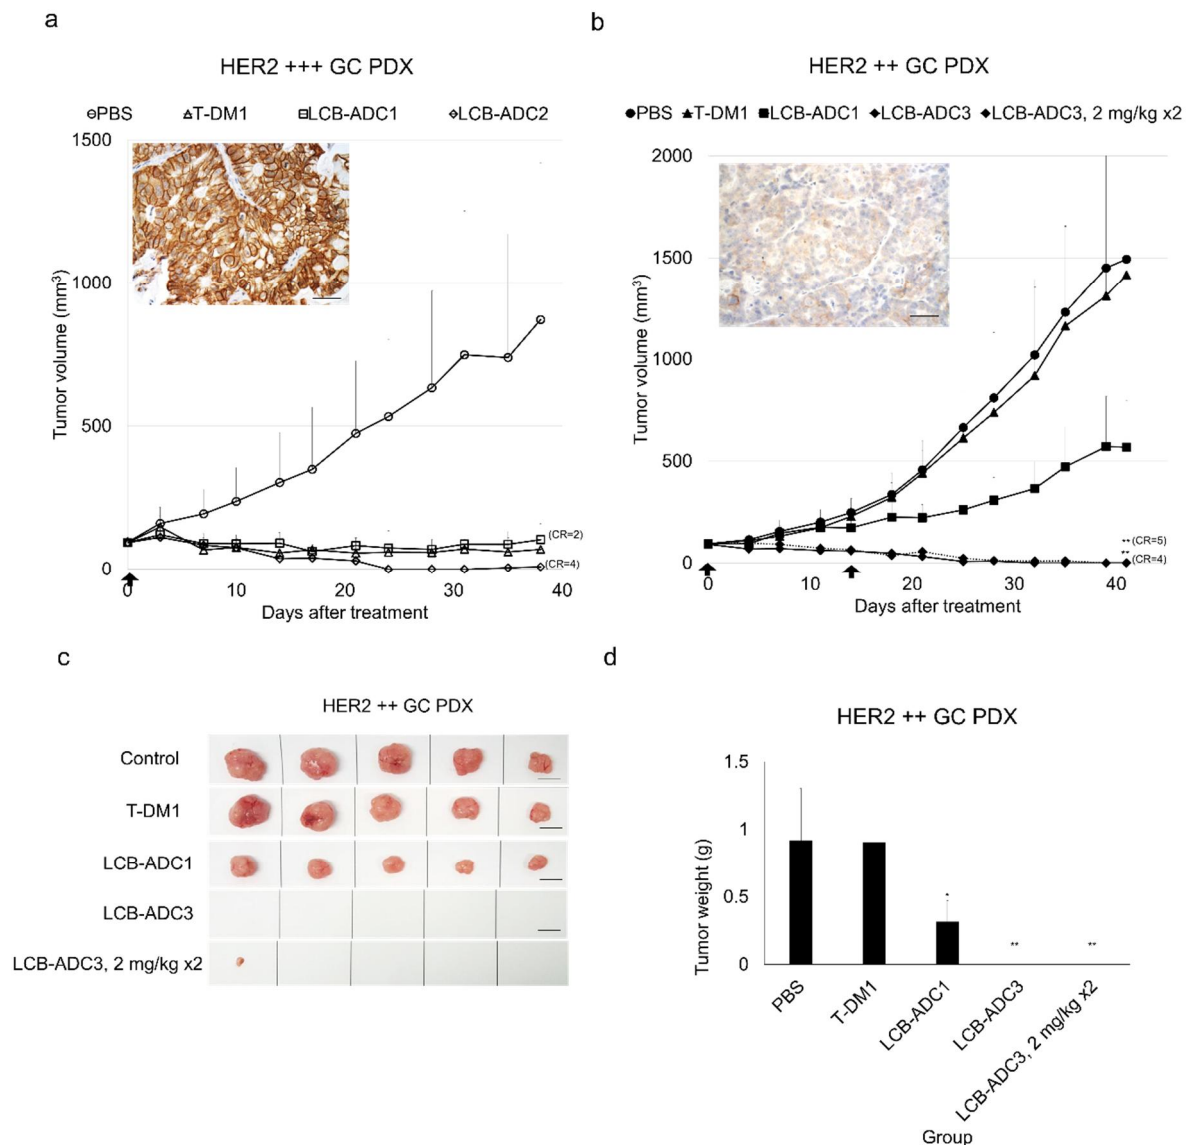 a
HER2 +++ GC PDX
PBS T-DM1 LCB-ADC1 LCB-ADC2
1500
1000
500
0
Tumor volume (mm³)
(CR=2)
(CR=4)
0 10 20 30 40
Days after treatment
b
HER2 ++ GC PDX
PBS T-DM1 LCB-ADC1 LCB-ADC3 LCB-ADC3, 2 mg/kg x2
2000
1500
1000
500
0
Tumor volume (mm³)
** (CR=5)
** (CR=4)
0 10 20 30 40
Days after treatment
c
HER2 ++ GC PDX
Control
T-DM1
LCB-ADC1
LCB-ADC3
LCB-ADC3, 2 mg/kg x2
d
HER2 ++ GC PDX
1.5
1
0.5
0
Tumor weight (g)
*
** **
PBS
T-DM1
LCB-ADC1
LCB-ADC3
LCB-ADC3, 2 mg/kg x2
Group